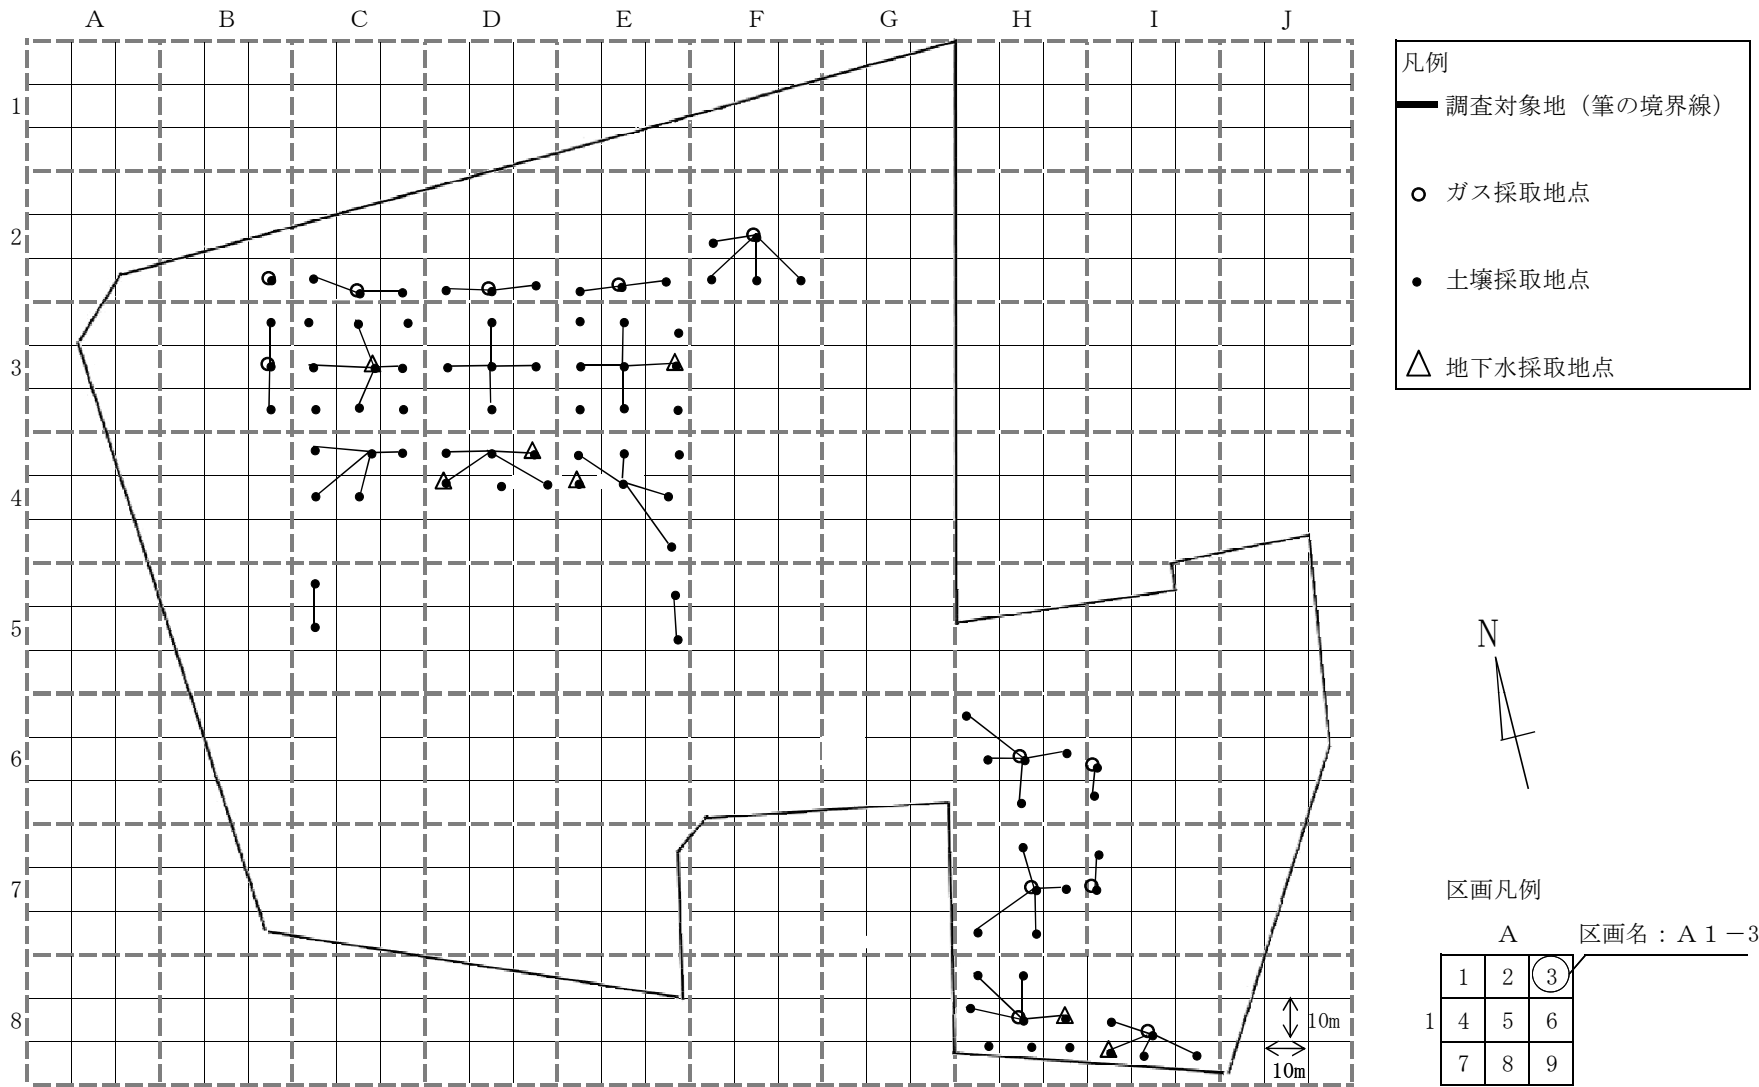 A B C D E F G H I J
1
2
3
4
5
6
7
8
凡例
調査対象地（筆の境界線）
ガス採取地点
土壌採取地点
地下水採取地点
N
区画凡例
A 区画名：A１－3
1 2 3
1 4 5 6
7 8 9
10m
10m